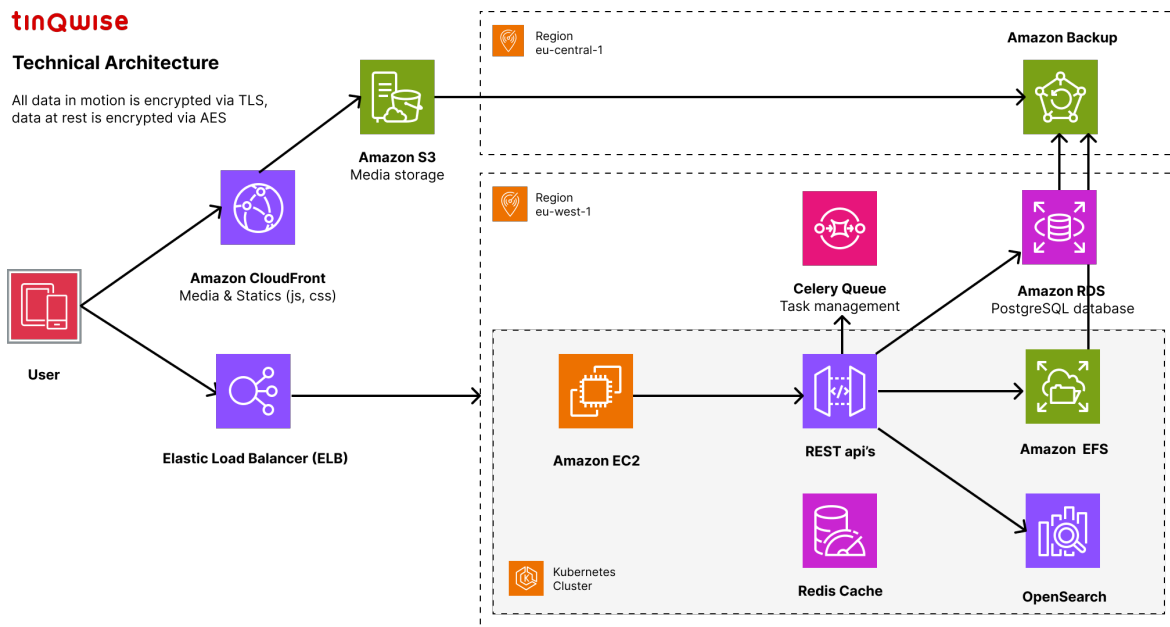 tinQwise
Technical Architecture
All data in motion is encrypted via TLS,
data at rest is encrypted via AES
Region
eu-central-1
Amazon Backup
Amazon S3
Media storage
Region
eu-west-1
Amazon CloudFront
Media & Statics (js, css)
Celery Queue
Task management
Amazon RDS
PostgreSQL database
User
Elastic Load Balancer (ELB)
Amazon EC2
</>
REST api's
Amazon EFS
K
Kubernetes
Cluster
Redis Cache
OpenSearch